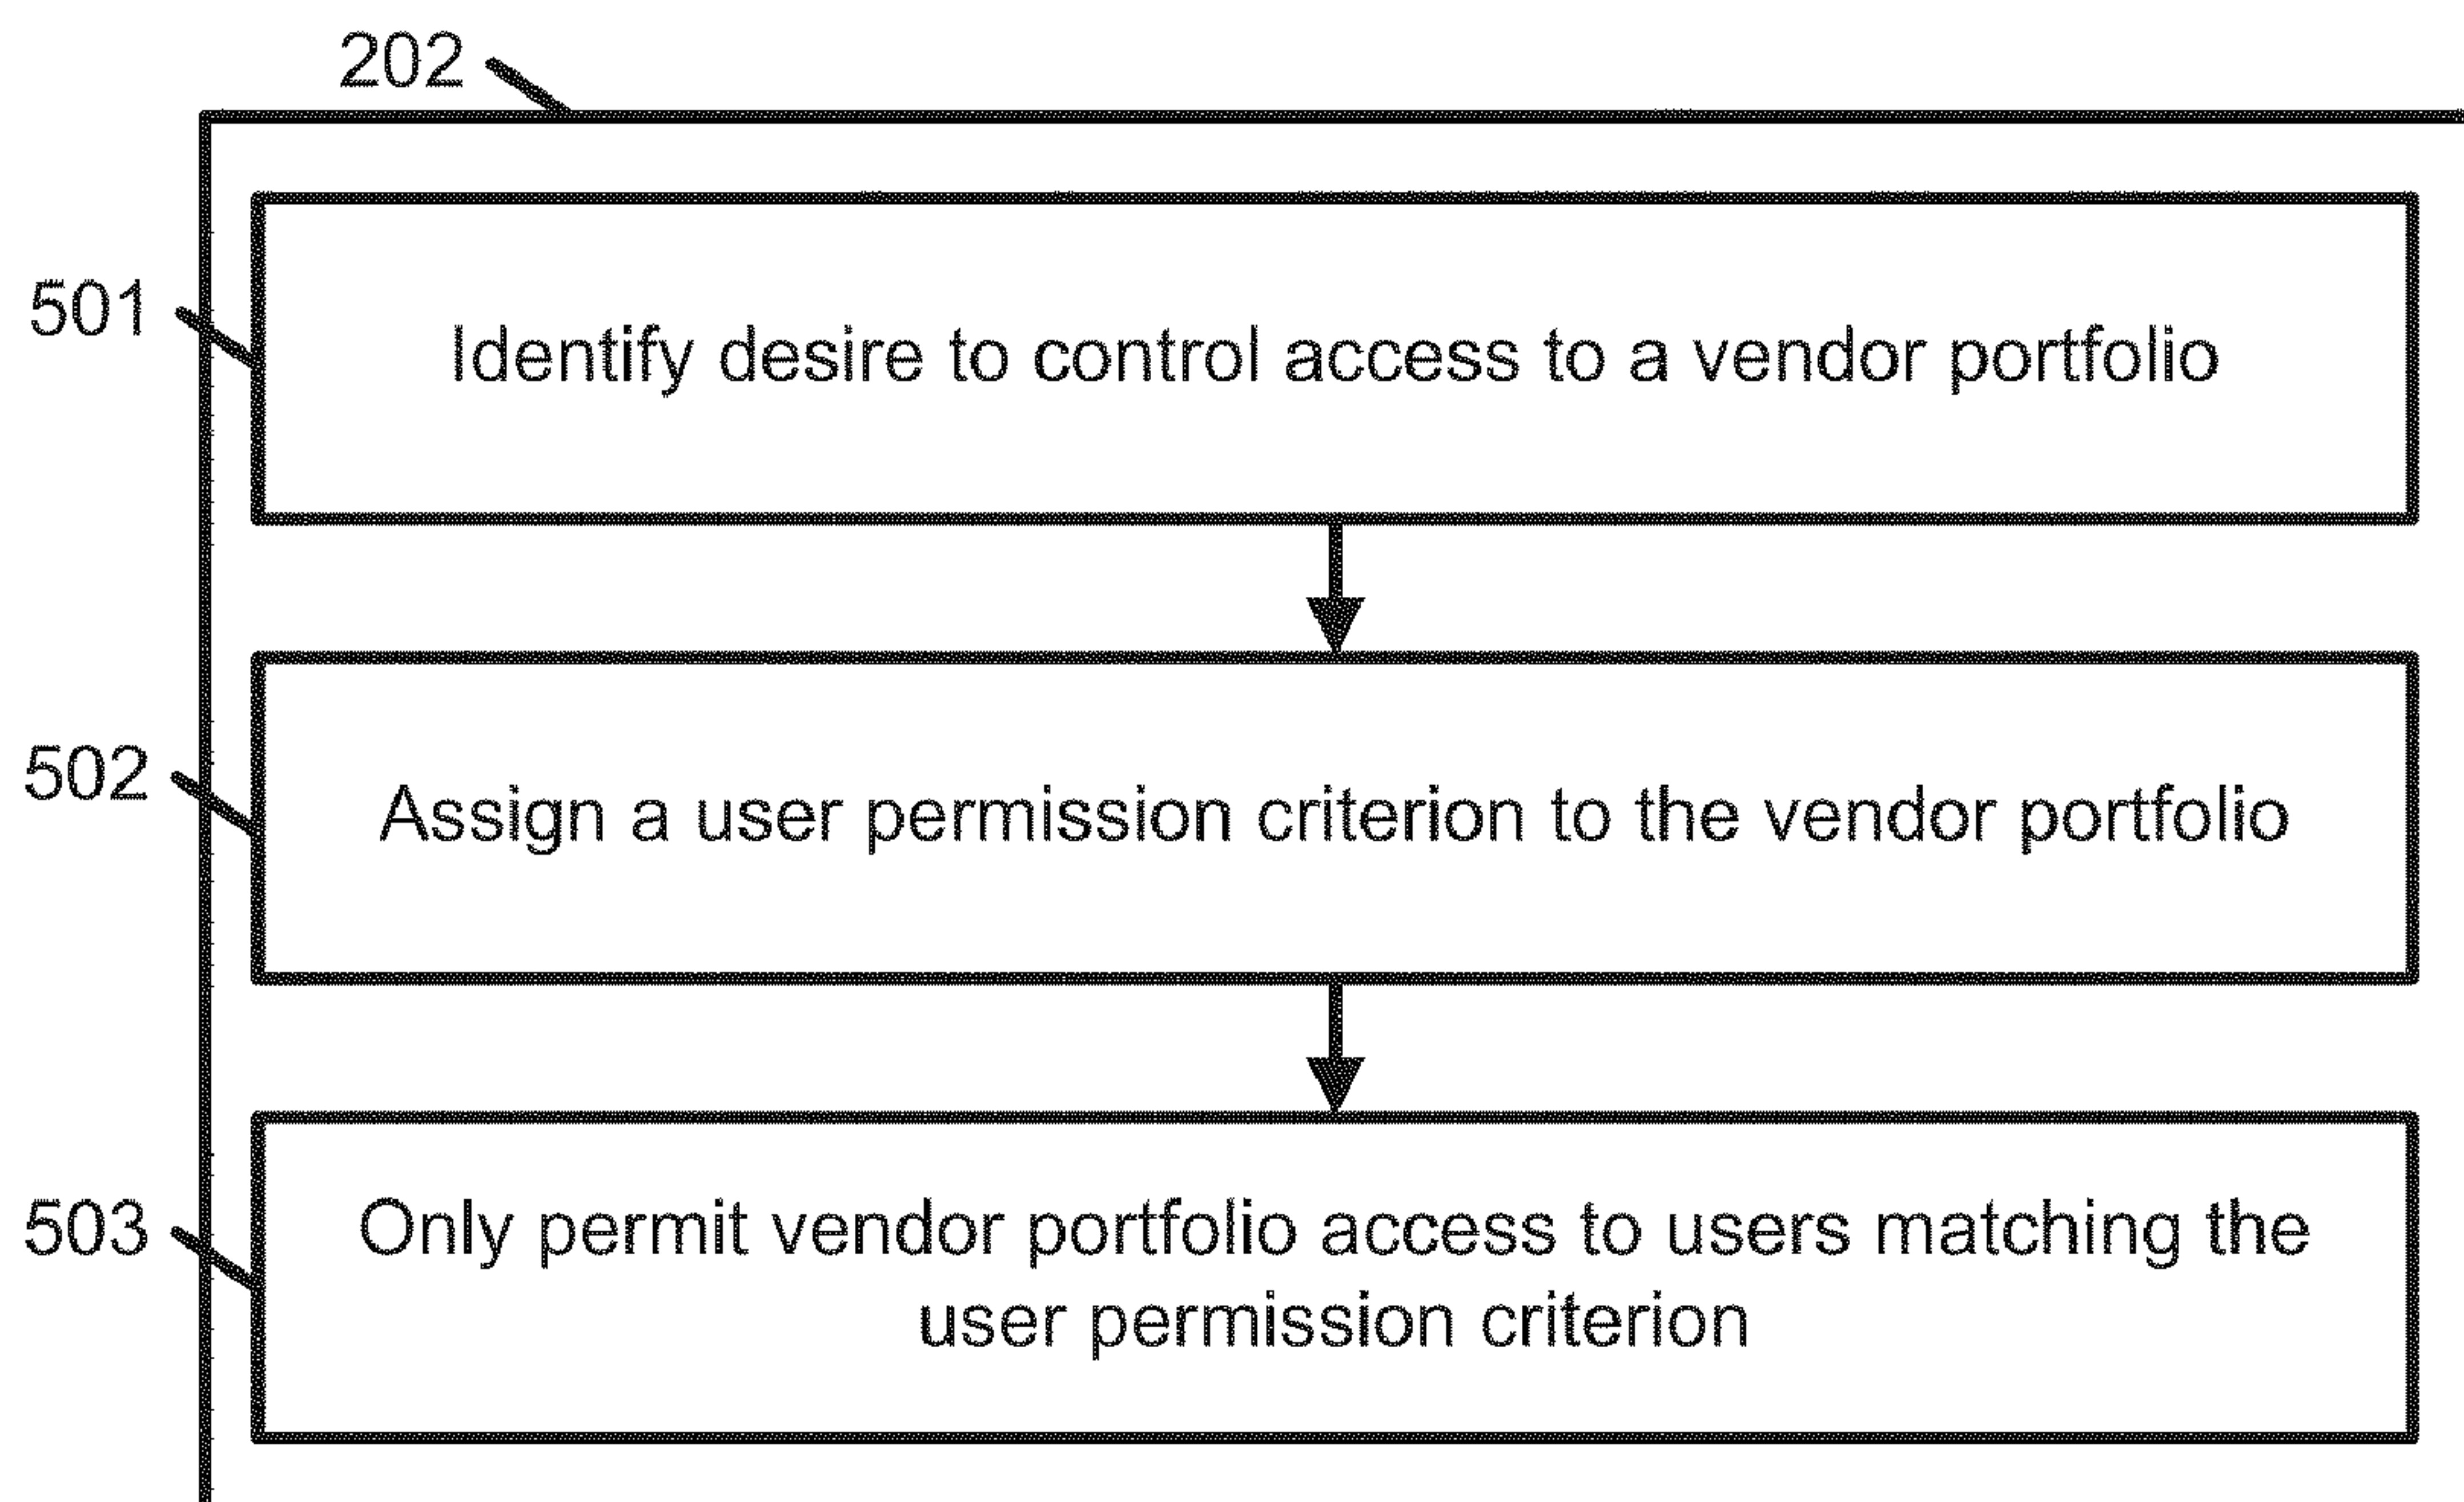 202
501
Identify desire to control access to a vendor portfolio
502
Assign a user permission criterion to the vendor portfolio
503
Only permit vendor portfolio access to users matching the
user permission criterion